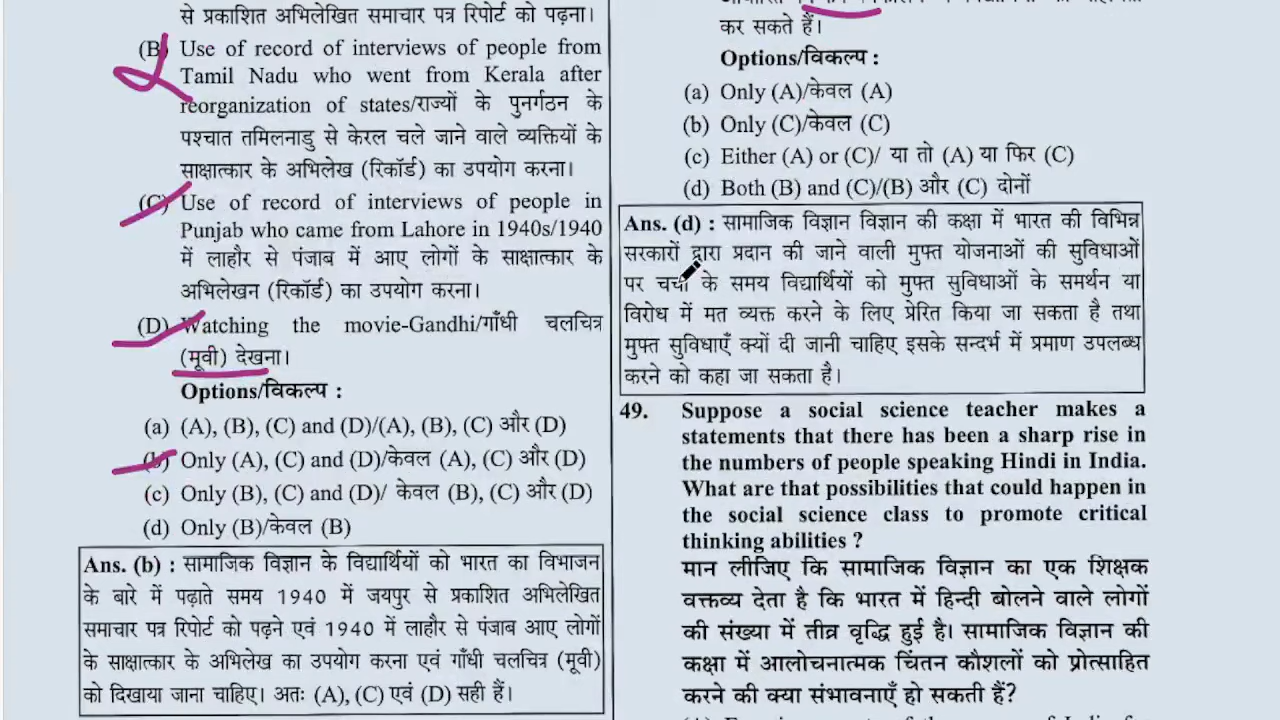 से प्रकाशित अभिलेखित समाचार पत्र रिपोर्ट को पढ़ना।
(B) Use of record of interviews of people from
Tamil Nadu who went from Kerala after
reorganization of states/राज्यों के पुनर्गठन के
पश्चात तमिलनाडु से केरल चले जाने वाले व्यक्तियों के
साक्षात्कार के अभिलेख (रिकॉर्ड) का उपयोग करना।
(C) Use of record of interviews of people in
Punjab who came from Lahore in 1940s/1940
में लाहौर से पंजाब में आए लोगों के साक्षात्कार के
अभिलेखन (रिकॉर्ड) का उपयोग करना।
(D) Watching the movie-Gandhi/गाँधी चलचित्र
(मूवी) देखना।
Options/विकल्प :
(a) (A), (B), (C) and (D)/(A), (B), (C) और (D)
(b) Only (A), (C) and (D)/केवल (A), (C) और (D)
(c) Only (B), (C) and (D)/ केवल (B), (C) और (D)
(d) Only (B)/केवल (B)
Ans. (b) : सामाजिक विज्ञान के विद्यार्थियों को भारत का विभाजन
के बारे में पढ़ाते समय 1940 में जयपुर से प्रकाशित अभिलेखित
समाचार पत्र रिपोर्ट को पढ़ने एवं 1940 में लाहौर से पंजाब आए लोगों
के साक्षात्कार के अभिलेख का उपयोग करना एवं गाँधी चलचित्र (मूवी)
को दिखाया जाना चाहिए। अतः (A), (C) एवं (D) सही हैं।
कर सकते हैं।
Options/विकल्प :
(a) Only (A)/केवल (A)
(b) Only (C)/केवल (C)
(c) Either (A) or (C)/ या तो (A) या फिर (C)
(d) Both (B) and (C)/(B) और (C) दोनों
Ans. (d) : सामाजिक विज्ञान विज्ञान की कक्षा में भारत की विभिन्न
सरकारों द्वारा प्रदान की जाने वाली मुफ्त योजनाओं की सुविधाओं
पर चर्चा के समय विद्यार्थियों को मुफ्त सुविधाओं के समर्थन या
विरोध में मत व्यक्त करने के लिए प्रेरित किया जा सकता है तथा
मुफ्त सुविधाएँ क्यों दी जानी चाहिए इसके सन्दर्भ में प्रमाण उपलब्ध
करने को कहा जा सकता है।
49. Suppose a social science teacher makes a
statements that there has been a sharp rise in
the numbers of people speaking Hindi in India.
What are that possibilities that could happen in
the social science class to promote critical
thinking abilities ?
मान लीजिए कि सामाजिक विज्ञान का एक शिक्षक
वक्तव्य देता है कि भारत में हिन्दी बोलने वाले लोगों
की संख्या में तीव्र वृद्धि हुई है। सामाजिक विज्ञान की
कक्षा में आलोचनात्मक चिंतन कौशलों को प्रोत्साहित
करने की क्या संभावनाएँ हो सकती हैं?